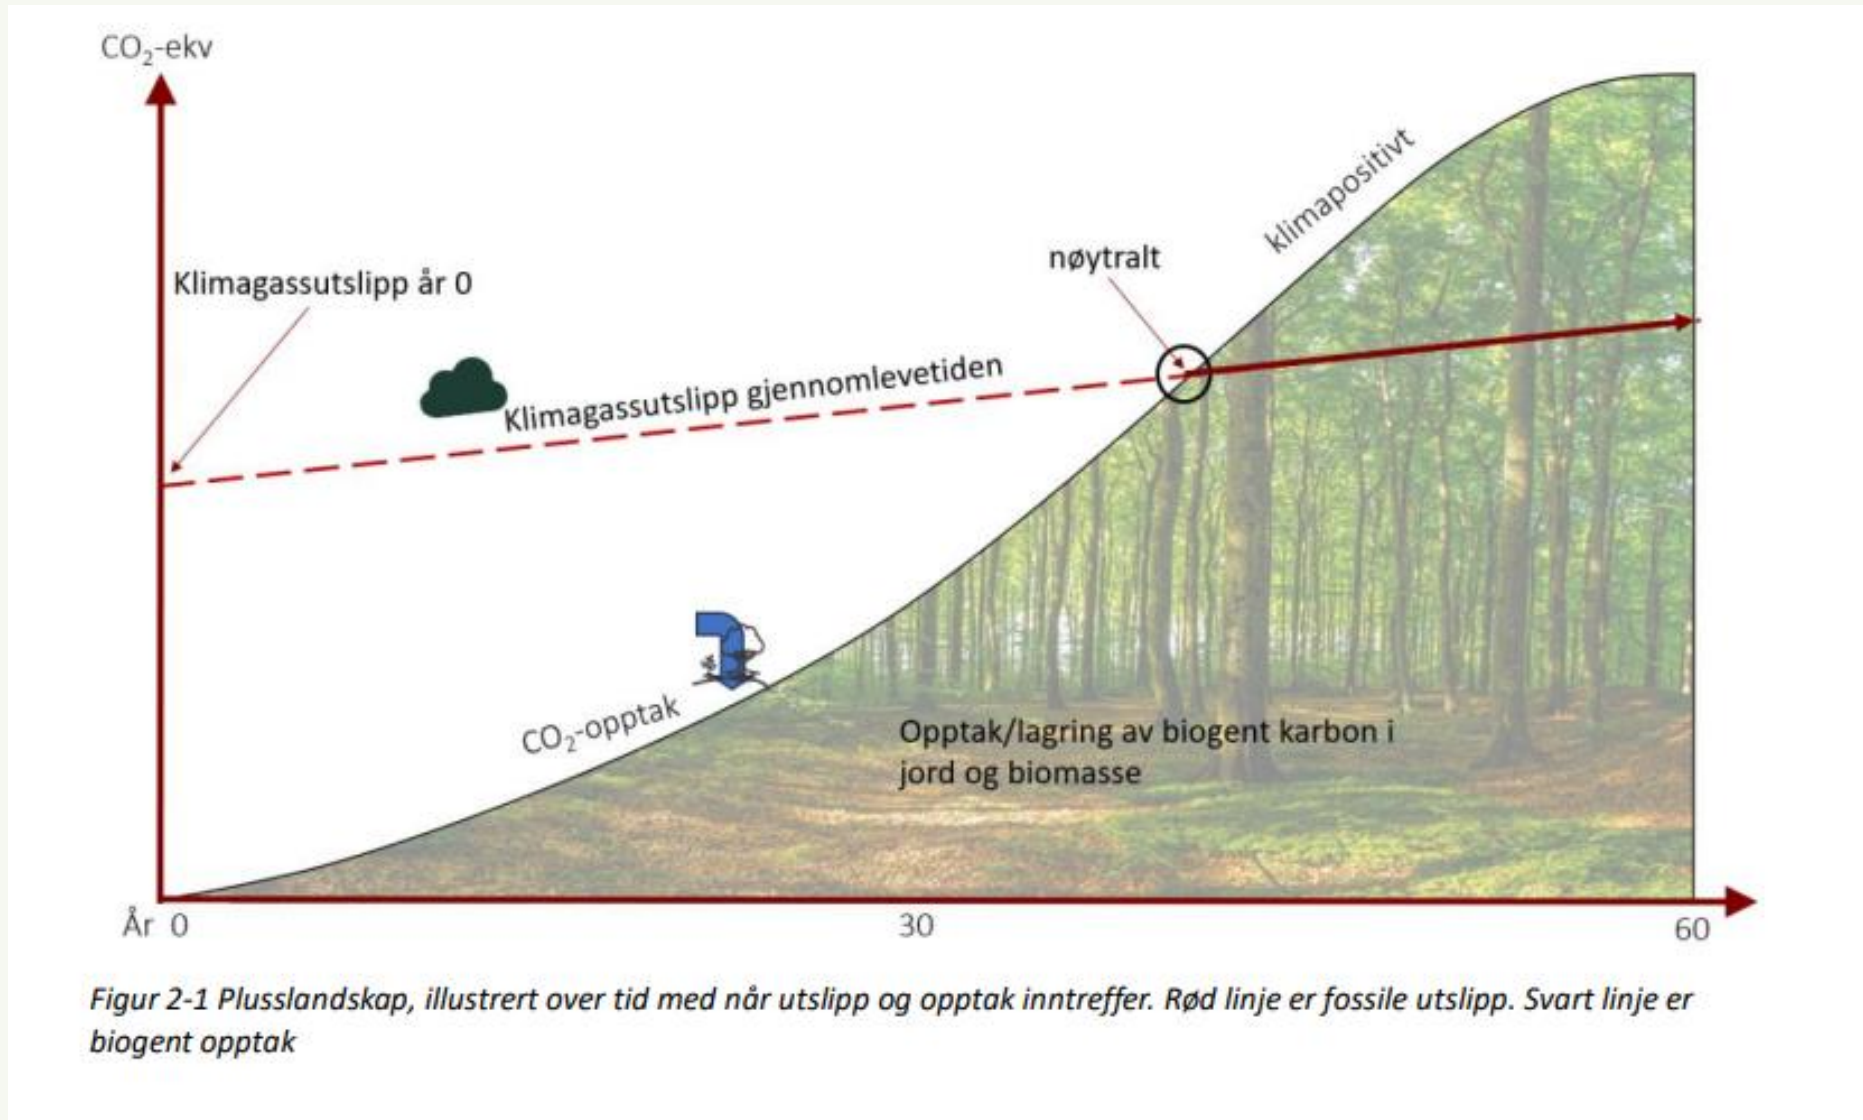 CO₂-ekv
Klimagassutslipp år 0
nøytralt
klimapositivt
Klimagassutslipp gjennomlevetiden
CO₂-opptak
Opptak/lagring av biogent karbon i
jord og biomasse
År 0
30
60
Figur 2-1 Plusslandskap, illustrert over tid med når utslipp og opptak inntreffer. Rød linje er fossile utslipp. Svart linje er
biogent opptak